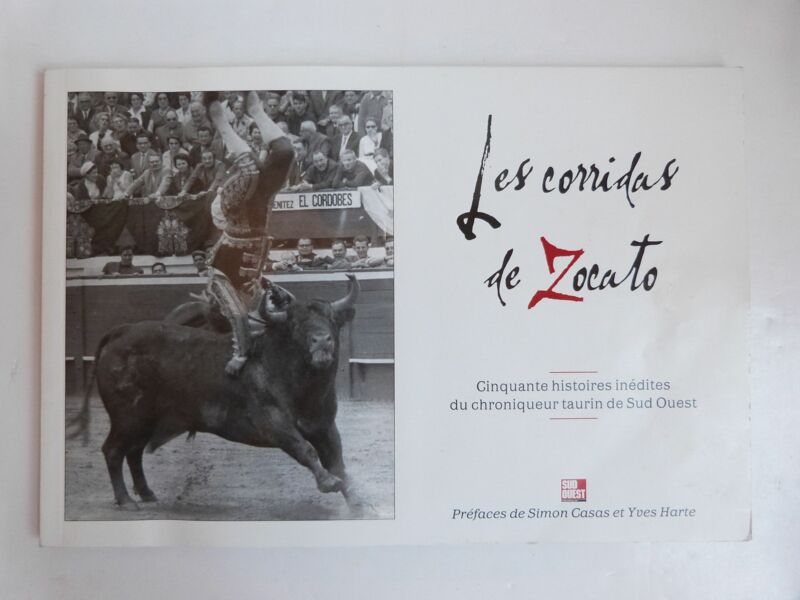 ENITEZ EL CORDOBES
Les corridas
de Zocato
Cinquante histoires inédites
du chroniqueur taurin de Sud Ouest
SUD
OUEST
Préfaces de Simon Casas et Yves Harte